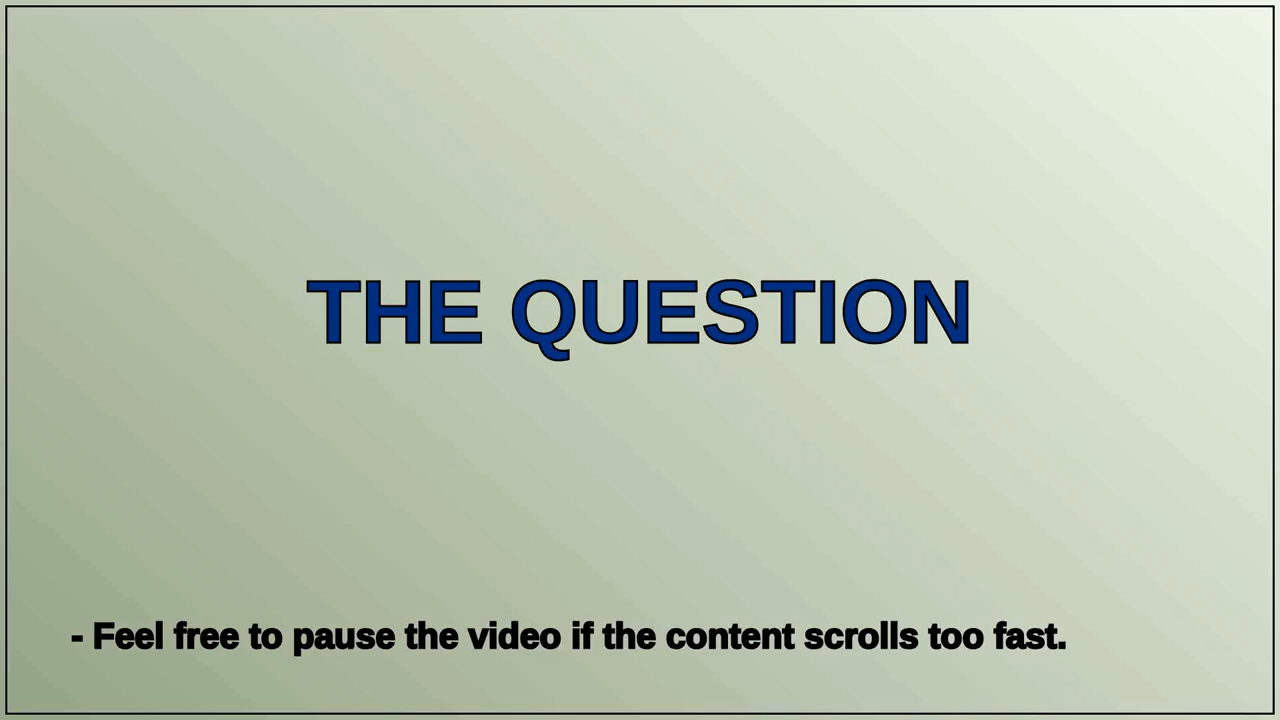 THE QUESTION
- Feel free to pause the video if the content scrolls too fast.